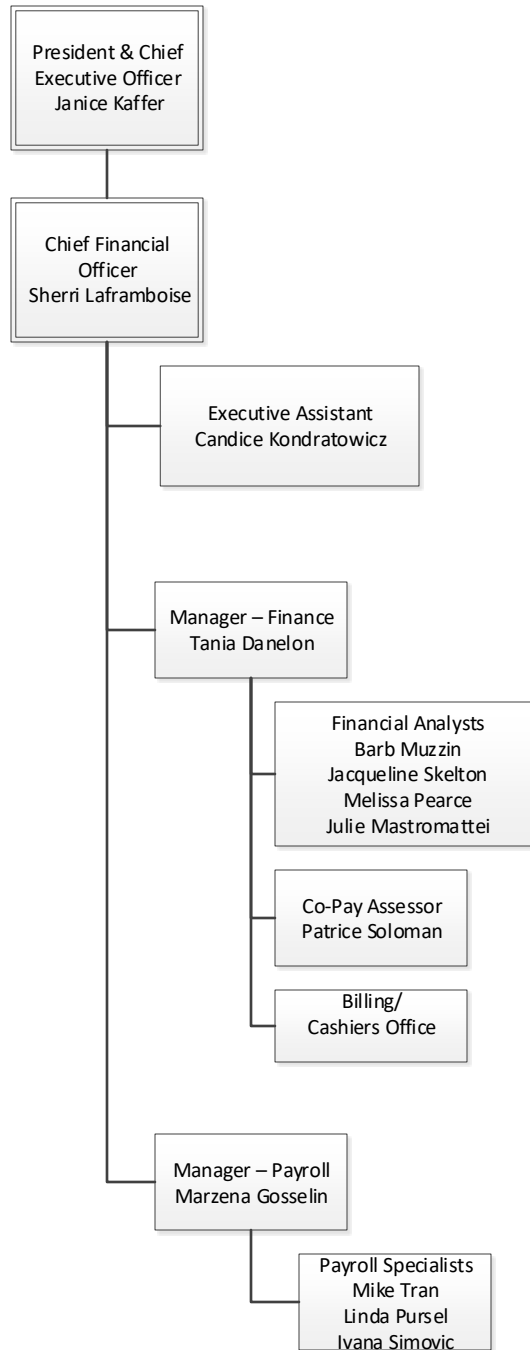 President & Chief
Executive Officer
Janice Kaffer
Chief Financial
Officer
Sherri Laframboise
Executive Assistant
Candice Kondratowicz
Manager – Finance
Tania Danelon
Financial Analysts
Barb Muzzin
Jacqueline Skelton
Melissa Pearce
Julie Mastromattei
Co-Pay Assessor
Patrice Soloman
Billing/
Cashiers Office
Manager – Payroll
Marzena Gosselin
Payroll Specialists
Mike Tran
Linda Pursel
Ivana Simovic